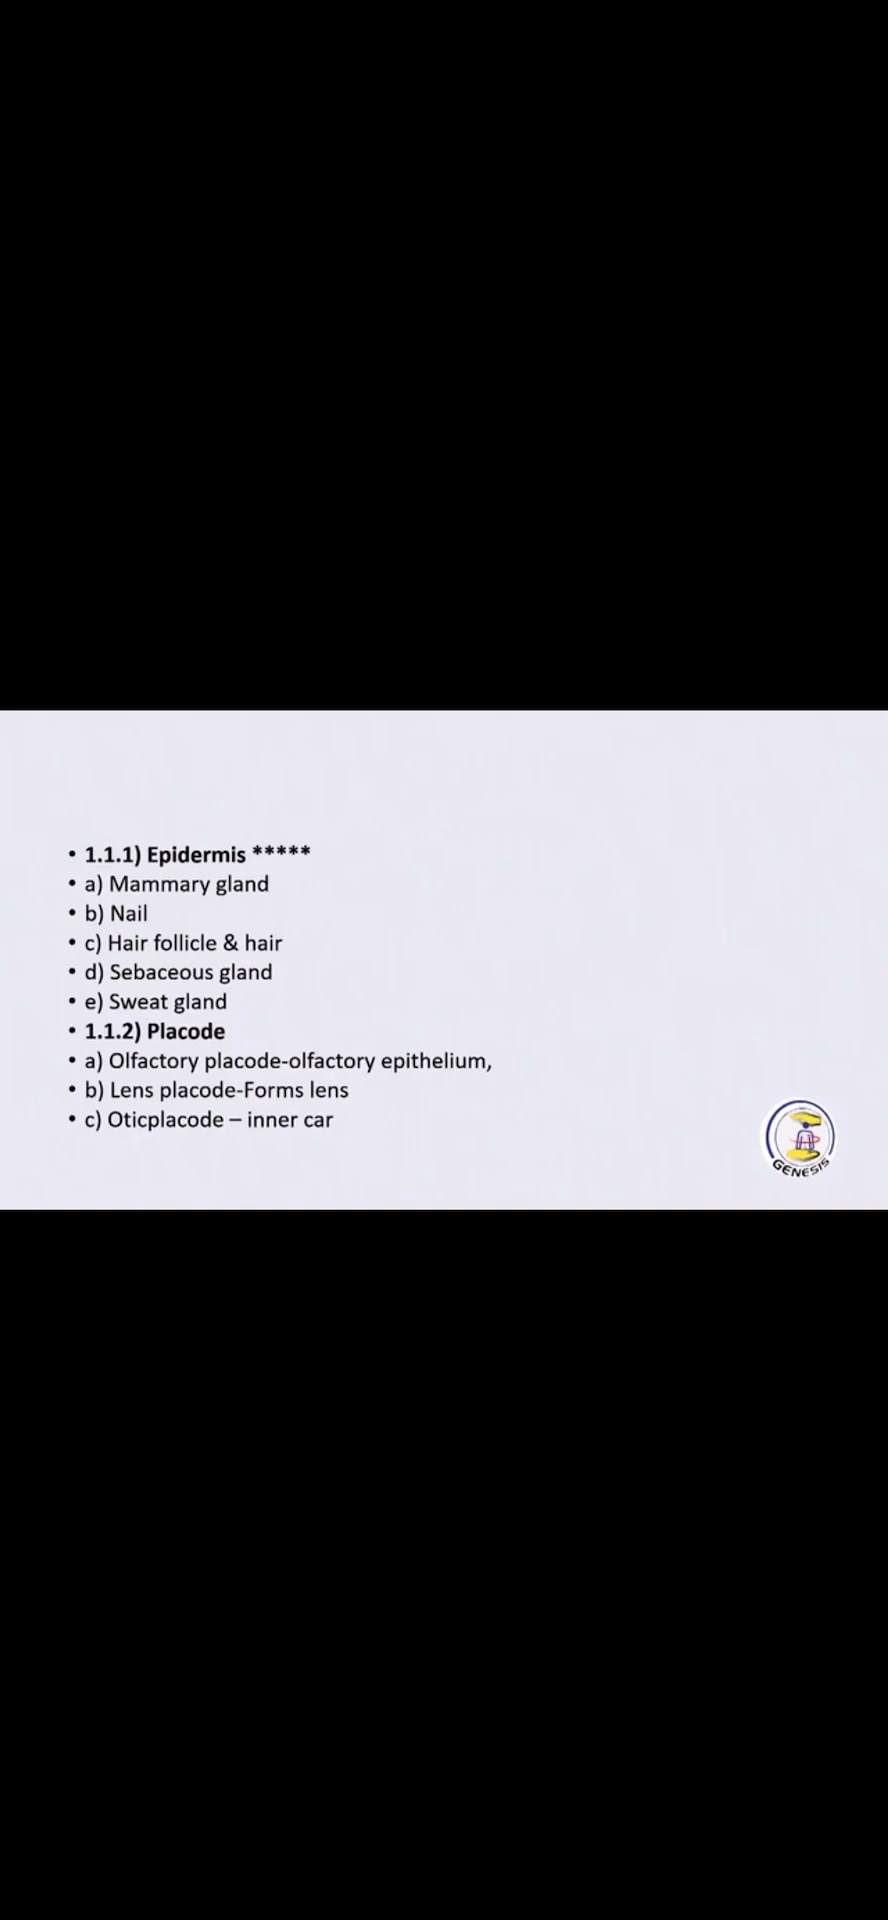 • 1.1.1) Epidermis *****
• a) Mammary gland
• b) Nail
• c) Hair follicle & hair
• d) Sebaceous gland
• e) Sweat gland
• 1.1.2) Placode
• a) Olfactory placode-olfactory epithelium,
• b) Lens placode-Forms lens
• c) Oticplacode – inner car
GENESIS